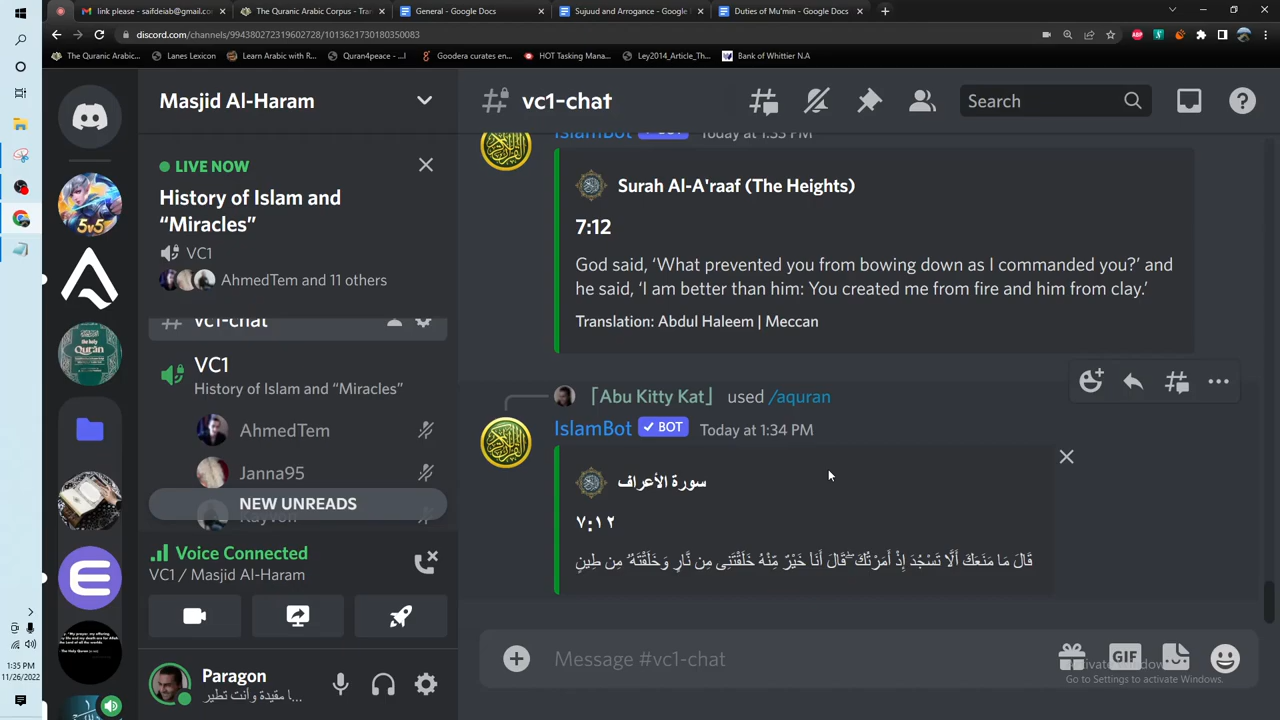 link please - saifdeiab@gmail.co
The Quranic Arabic Corpus - Tran
General - Google Docs
Sujuud and Arrogance - Google
Duties of Mu'min - Google Docs
discord.com/channels/994380272319602728/1013621730180350083
The Quranic Arabic...
Lanes Lexicon
Learn Arabic with R...
Quran4peace - ...l
Goodera curates en...
HOT Tasking Mana...
Ley2014_Article_Th...
Bank of Whittier N.A
Masjid Al-Haram
LIVE NOW
History of Islam and
“Miracles”
VC1
AhmedTem and 11 others
vc1-chat
VC1
History of Islam and “Miracles”
AhmedTem
Janna95
NEW UNREADS
Voice Connected
VC1 / Masjid Al-Haram
Paragon
ا مقيدة وأنت تطير...
vc1-chat
Search
IslamBot
BOT
Today at 1:33 PM
Surah Al-A'raaf (The Heights)
7:12
God said, ‘What prevented you from bowing down as I commanded you?’ and
he said, ‘I am better than him: You created me from fire and him from clay.’
Translation: Abdul Haleem | Meccan
「Abu Kitty Kat」 used /aquran
IslamBot ✓ BOT Today at 1:34 PM
سورة الأعراف
٧:١٢
قَالَ مَا مَنَعَكَ أَلَّا تَسْجُدَ إِذْ أَمَرْتُكَ ۖ قَالَ أَنَا۠ خَيْرٌ مِّنْهُ خَلَقْتَنِى مِن نَّارٍ وَخَلَقْتَهُۥ مِن طِينٍ
Message #vc1-chat
GIF
Activate Windows
Go to Settings to activate Windows.
1:35 PM
11/26/2022